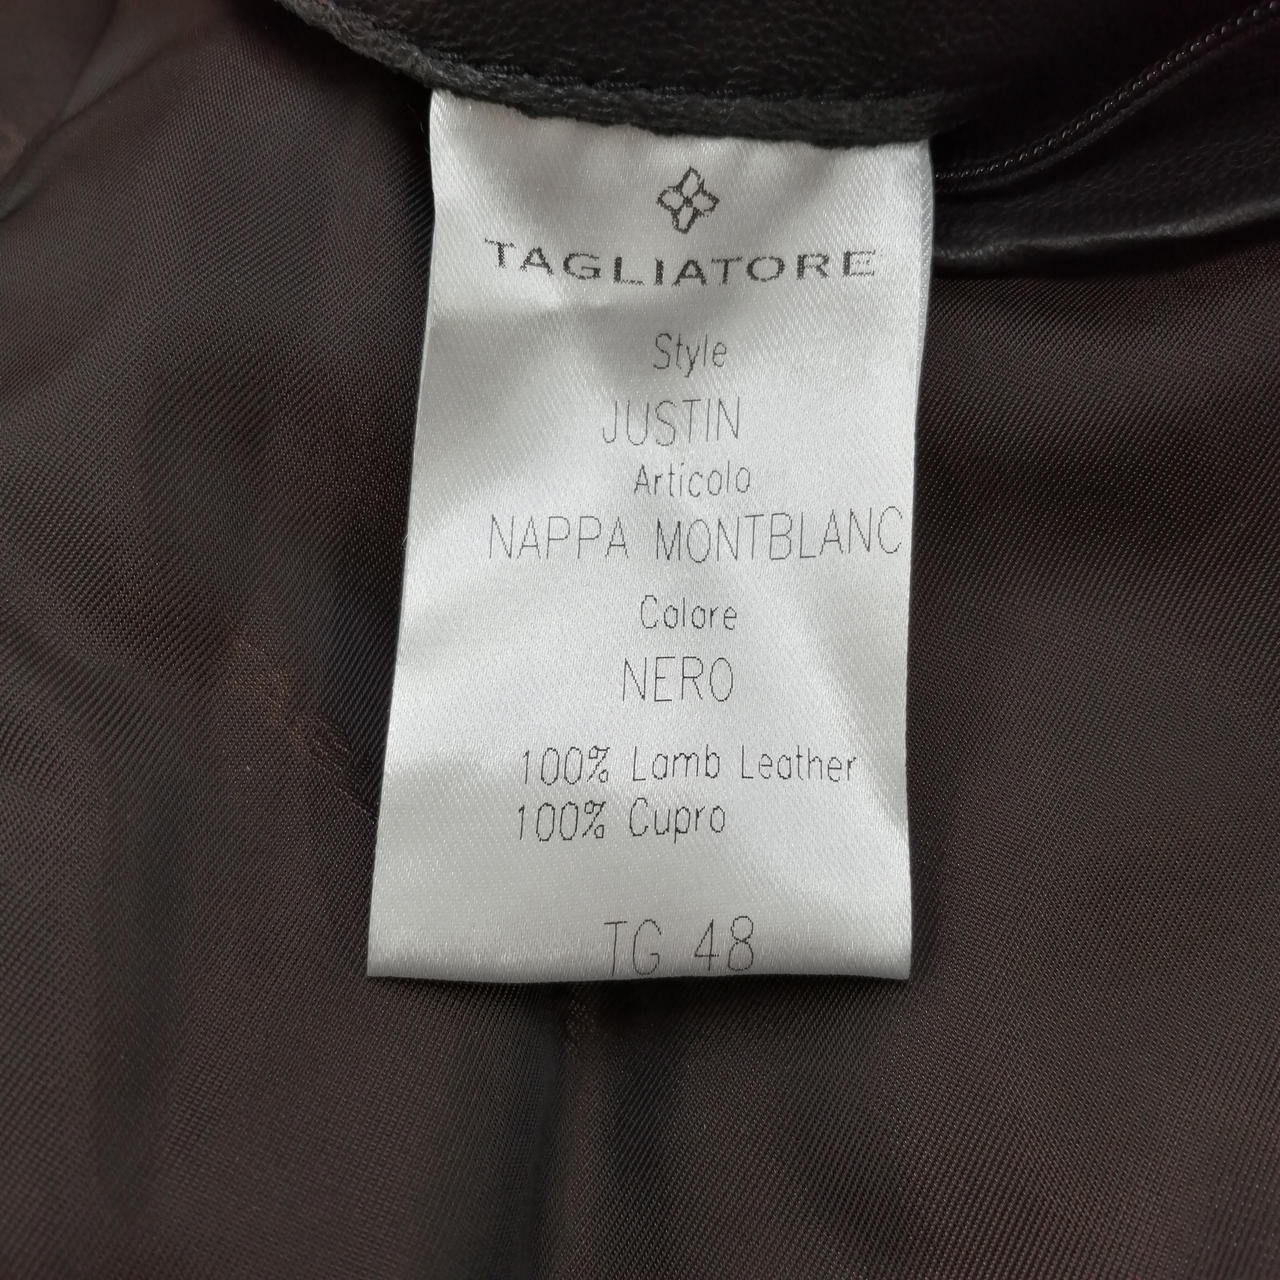 TAGLIATORE
Style
JUSTIN
Articolo
NAPPA MONTBLANC
Colore
NERO
100% Lamb Leather
100% Cupro
TG 48